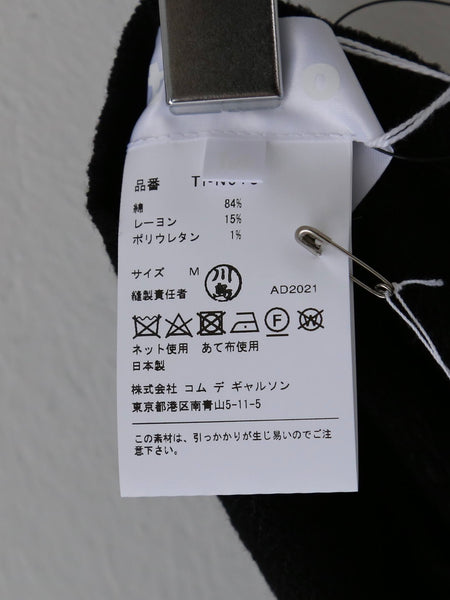 品番
綿 84%
レーヨン 15%
ポリウレタン 1%
サイズ M
縫製責任者 川島 AD2021
F W
ネット使用 あて布使用
日本製
株式会社 コム デ ギャルソン
東京都港区南青山5-11-5
この素材は、引っかかりが生じ易いのでご注
意下さい。